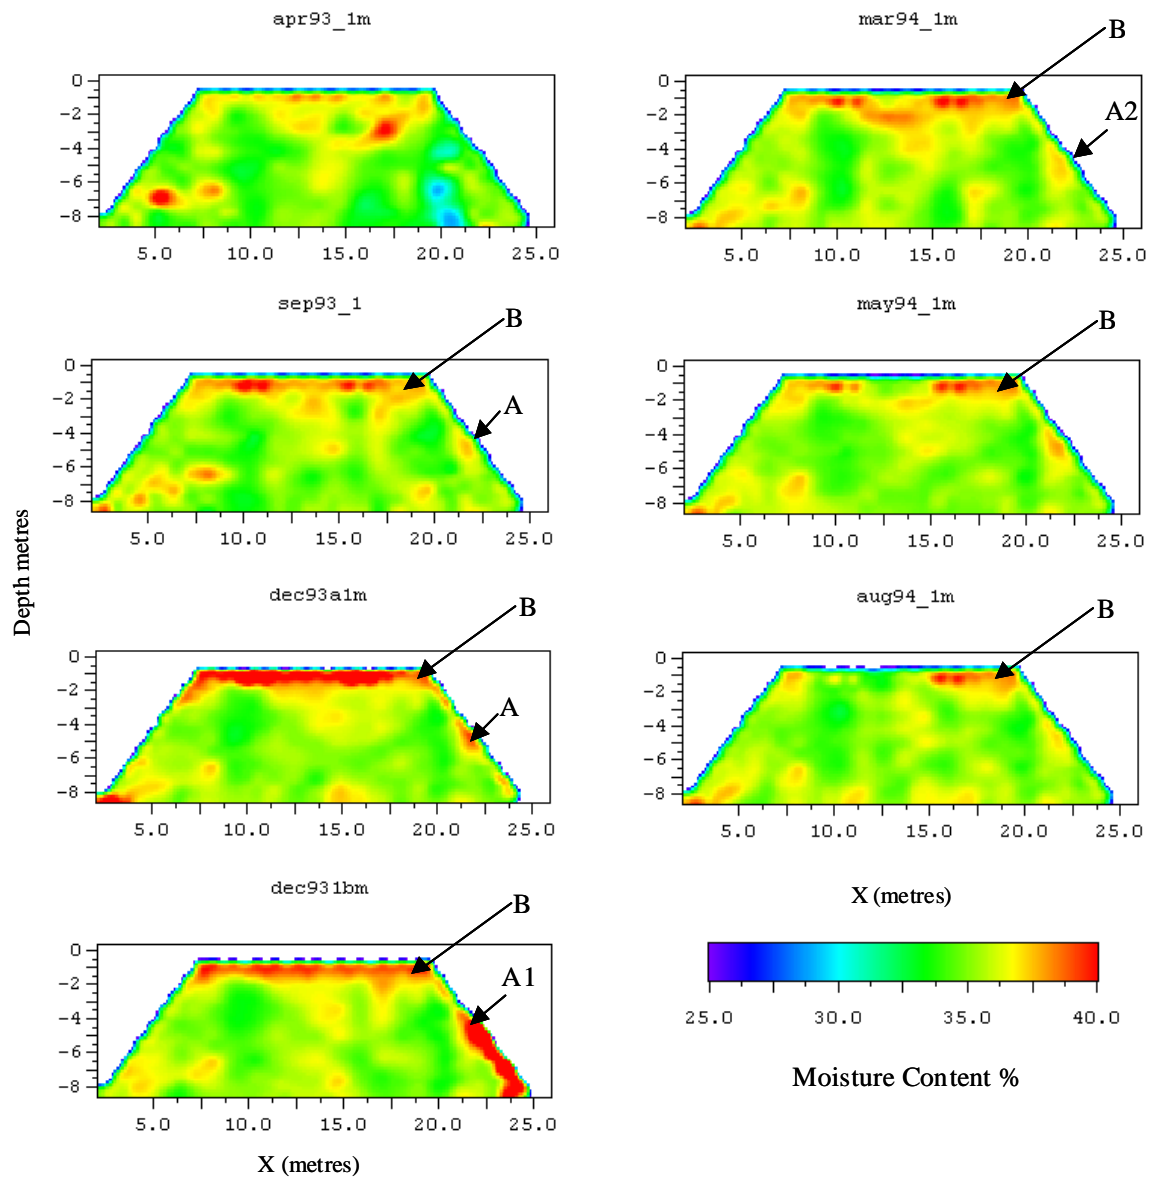 apr93_1m
0
-2
-4
-6
-8
5.0 10.0 15.0 20.0 25.0
mar94_1m
B
A2
0
-2
-4
-6
-8
5.0 10.0 15.0 20.0 25.0
sep93_1
B
A
0
-2
-4
-6
-8
5.0 10.0 15.0 20.0 25.0
may94_1m
B
0
-2
-4
-6
-8
5.0 10.0 15.0 20.0 25.0
Depth metres
dec93a1m
B
A
0
-2
-4
-6
-8
5.0 10.0 15.0 20.0 25.0
aug94_1m
B
0
-2
-4
-6
-8
5.0 10.0 15.0 20.0 25.0
X (metres)
dec931bm
B
A1
0
-2
-4
-6
-8
5.0 10.0 15.0 20.0 25.0
X (metres)
25.0 30.0 35.0 40.0
Moisture Content %